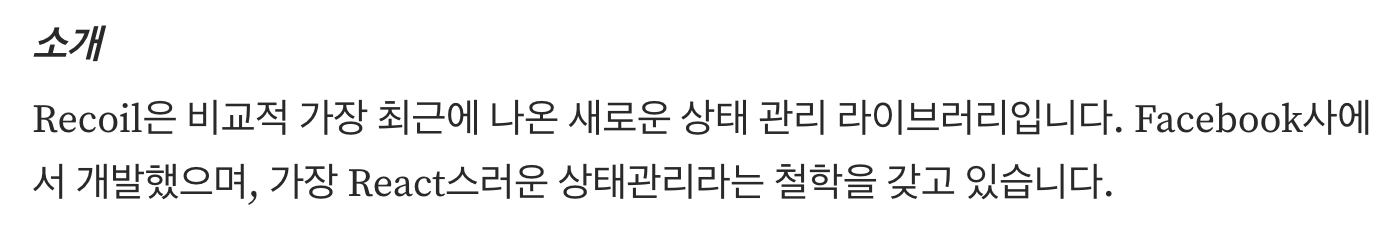 소개
Recoil은 비교적 가장 최근에 나온 새로운 상태 관리 라이브러리입니다. Facebook사에
서 개발했으며, 가장 React스러운 상태관리라는 철학을 갖고 있습니다.